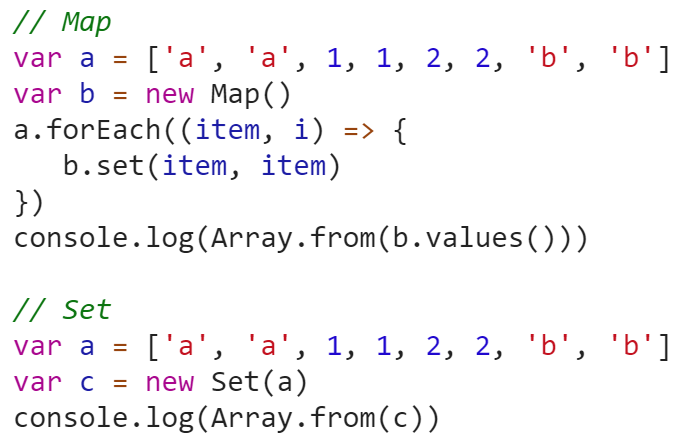 // Map
var a = ['a', 'a', 1, 1, 2, 2, 'b', 'b']
var b = new Map()
a.forEach((item, i) => {
   b.set(item, item)
})
console.log(Array.from(b.values()))

// Set
var a = ['a', 'a', 1, 1, 2, 2, 'b', 'b']
var c = new Set(a)
console.log(Array.from(c))